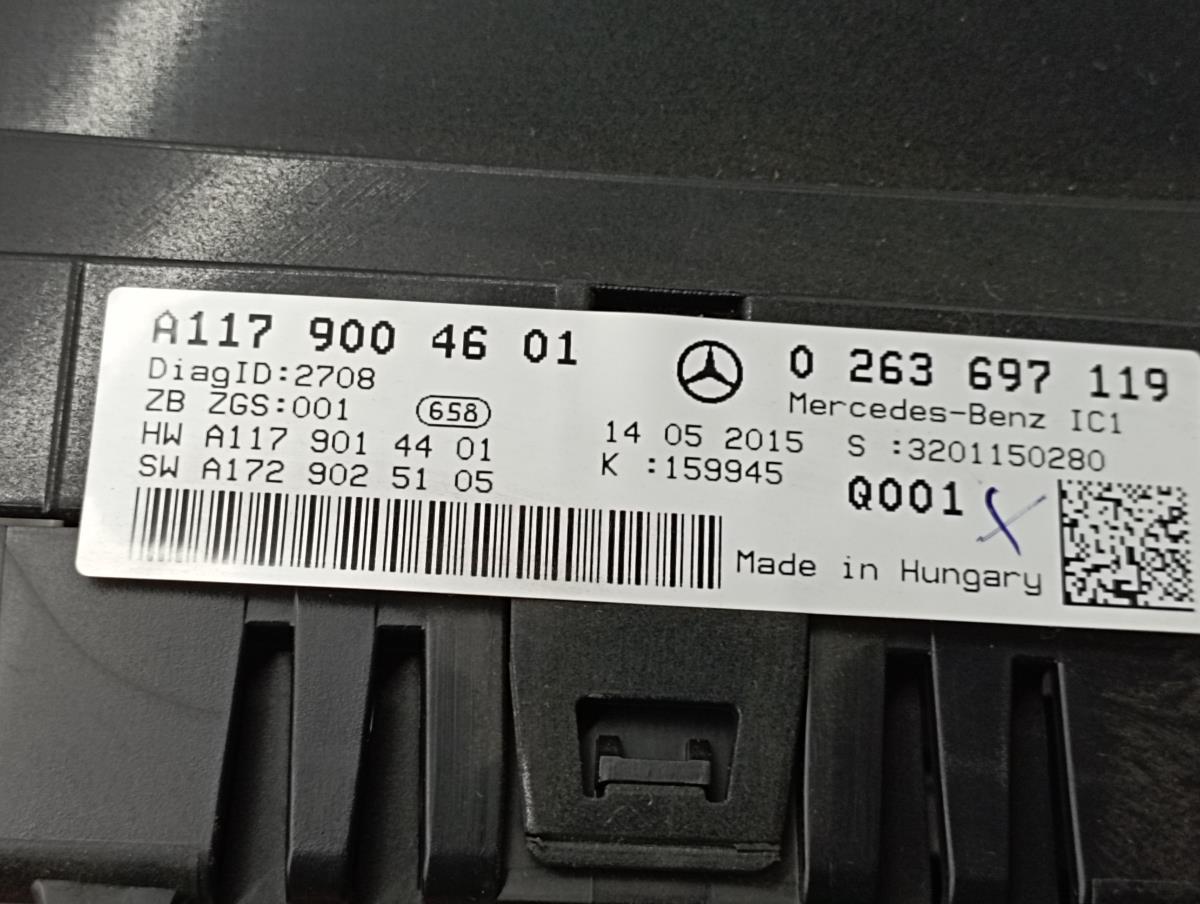 A117 900 46 01
DiagID:2708
ZB ZGS:001
658
HW A117 901 44 01
SW A172 902 51 05
0 263 697 119
Mercedes-Benz IC1
14 05 2015 S :3201150280
K :159945
Q001
Made in Hungary